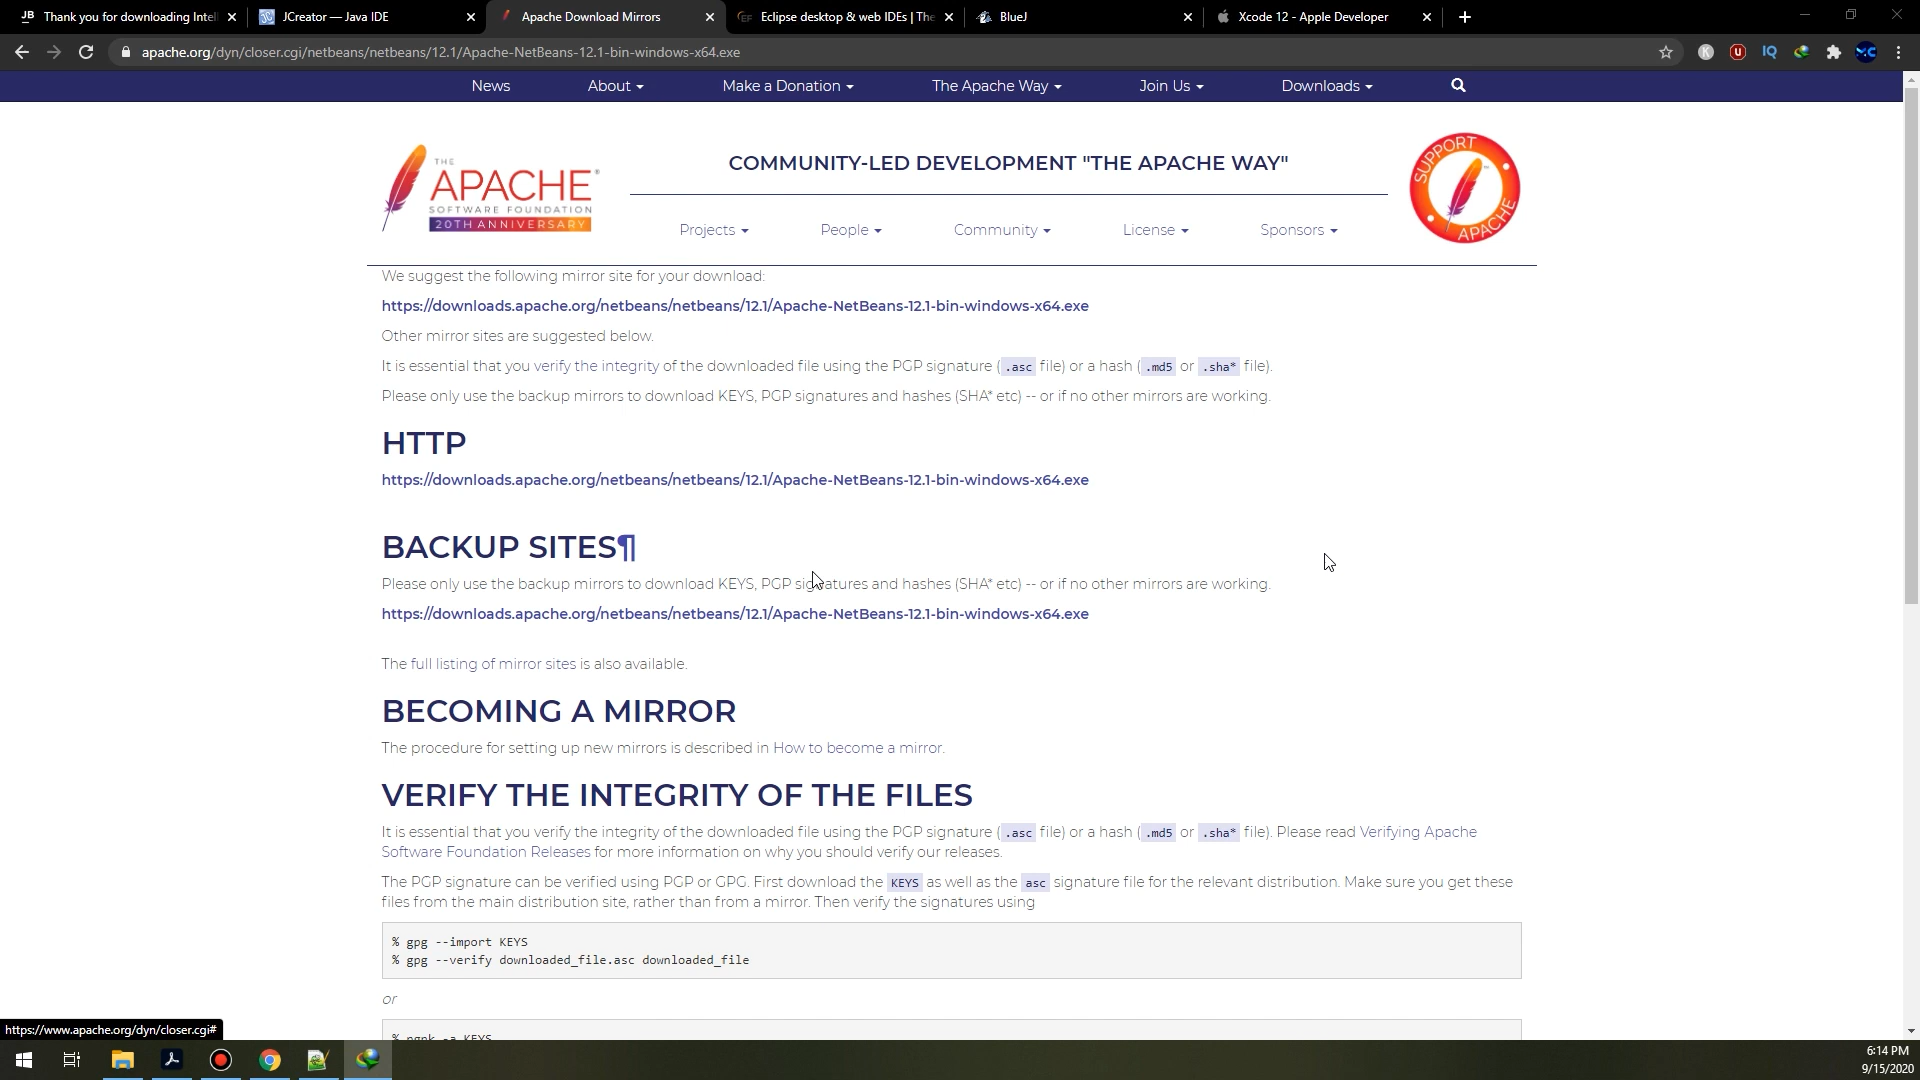 JB Thank you for downloading Intel
JCreator — Java IDE
Apache Download Mirrors
EF Eclipse desktop & web IDEs | The
BlueJ
Xcode 12 - Apple Developer
apache.org/dyn/closer.cgi/netbeans/netbeans/12.1/Apache-NetBeans-12.1-bin-windows-x64.exe
K U IQ
News About Make a Donation The Apache Way Join Us Downloads
THE
APACHE®
SOFTWARE FOUNDATION
20TH ANNIVERSARY
COMMUNITY-LED DEVELOPMENT "THE APACHE WAY"
Projects People Community License Sponsors
SUPPORT
APACHE
We suggest the following mirror site for your download:
https://downloads.apache.org/netbeans/netbeans/12.1/Apache-NetBeans-12.1-bin-windows-x64.exe
Other mirror sites are suggested below.
It is essential that you verify the integrity of the downloaded file using the PGP signature ( .asc file) or a hash ( .md5 or .sha* file).
Please only use the backup mirrors to download KEYS, PGP signatures and hashes (SHA* etc) -- or if no other mirrors are working.
HTTP
https://downloads.apache.org/netbeans/netbeans/12.1/Apache-NetBeans-12.1-bin-windows-x64.exe
BACKUP SITES¶
Please only use the backup mirrors to download KEYS, PGP signatures and hashes (SHA* etc) -- or if no other mirrors are working.
https://downloads.apache.org/netbeans/netbeans/12.1/Apache-NetBeans-12.1-bin-windows-x64.exe
The full listing of mirror sites is also available.
BECOMING A MIRROR
The procedure for setting up new mirrors is described in How to become a mirror.
VERIFY THE INTEGRITY OF THE FILES
It is essential that you verify the integrity of the downloaded file using the PGP signature ( .asc file) or a hash ( .md5 or .sha* file). Please read Verifying Apache
Software Foundation Releases for more information on why you should verify our releases.
The PGP signature can be verified using PGP or GPG. First download the KEYS as well as the asc signature file for the relevant distribution. Make sure you get these
files from the main distribution site, rather than from a mirror. Then verify the signatures using
% gpg --import KEYS
% gpg --verify downloaded_file.asc downloaded_file
or
% pgpk -a KEYS
https://www.apache.org/dyn/closer.cgi#
6:14 PM
9/15/2020